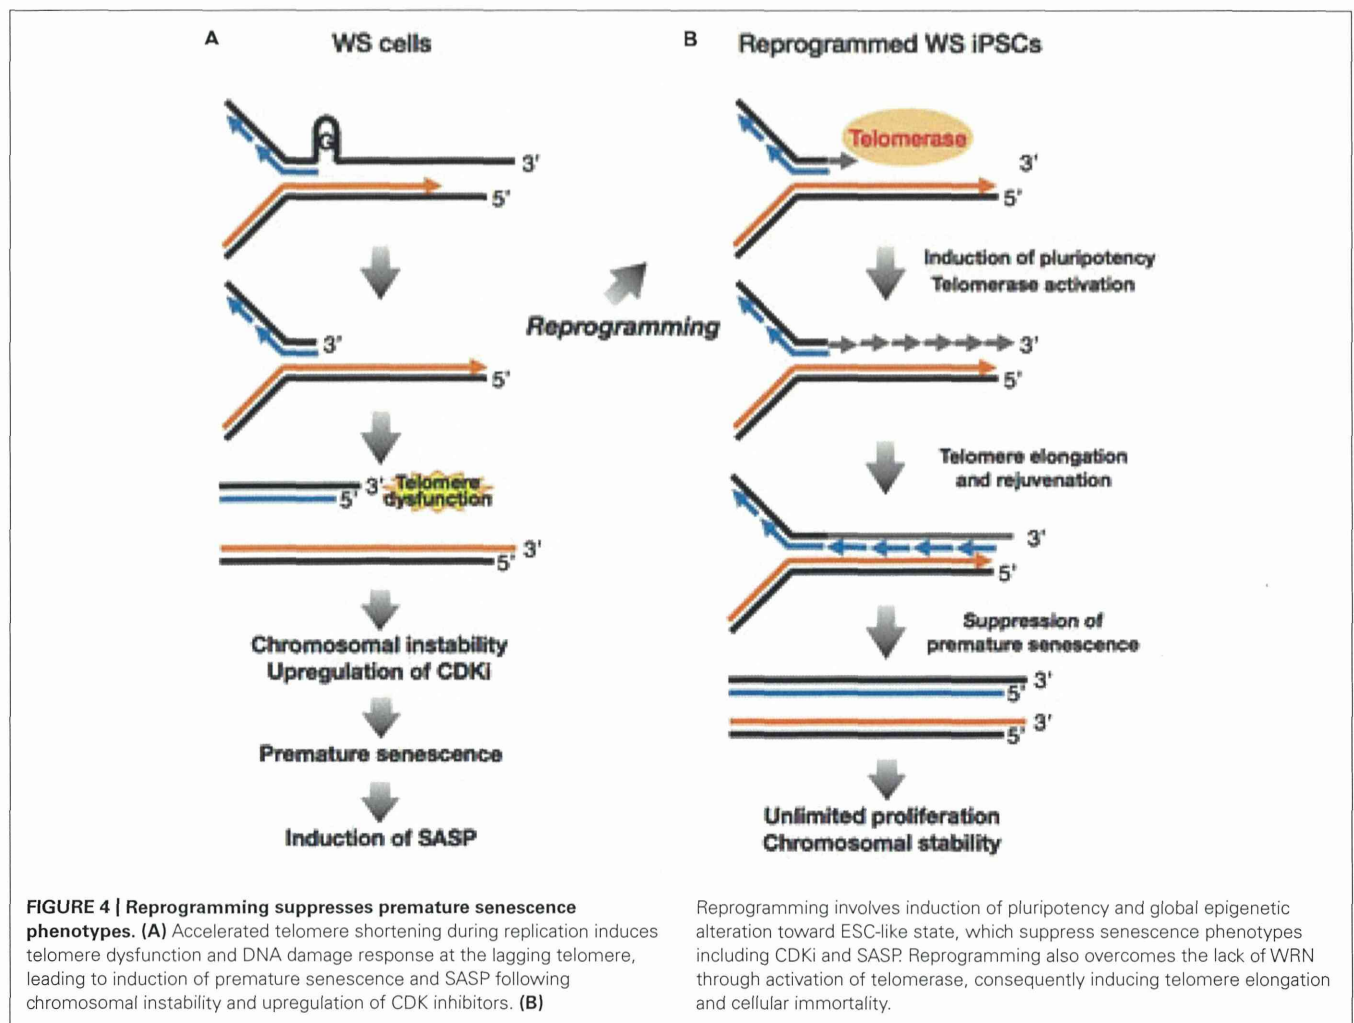 A
WS cells
G
3'
5'
3'
5'
3'
5'
Telomere
dysfunction
3'
5'
Chromosomal instability
Upregulation of CDKi
Premature senescence
Induction of SASP
Reprogramming
B
Reprogrammed WS iPSCs
Telomerase
3'
5'
Induction of pluripotency
Telomerase activation
3'
5'
Telomere elongation
and rejuvenation
3'
5'
Suppression of
premature senescence
3'
5'
3'
5'
Unlimited proliferation
Chromosomal stability
FIGURE 4 | Reprogramming suppresses premature senescence
phenotypes. (A) Accelerated telomere shortening during replication induces
telomere dysfunction and DNA damage response at the lagging telomere,
leading to induction of premature senescence and SASP following
chromosomal instability and upregulation of CDK inhibitors. (B)
Reprogramming involves induction of pluripotency and global epigenetic
alteration toward ESC-like state, which suppress senescence phenotypes
including CDKi and SASP. Reprogramming also overcomes the lack of WRN
through activation of telomerase, consequently inducing telomere elongation
and cellular immortality.